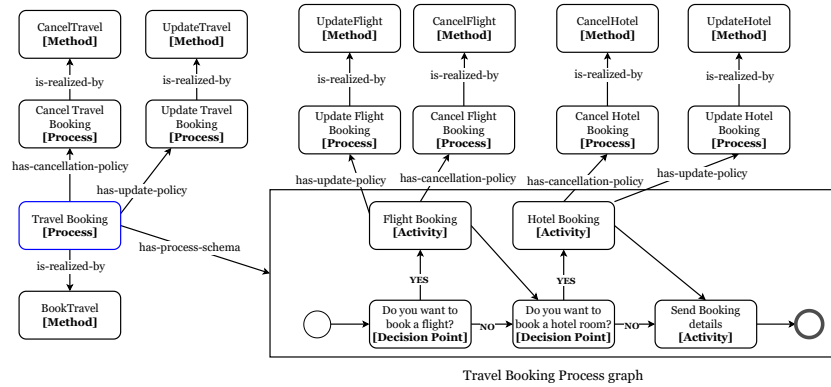 CancelTravel
[Method]
UpdateTravel
[Method]
UpdateFlight
[Method]
CancelFlight
[Method]
CancelHotel
[Method]
UpdateHotel
[Method]
is-realized-by
is-realized-by
is-realized-by
is-realized-by
is-realized-by
is-realized-by
Cancel Travel
Booking
[Process]
Update Travel
Booking
[Process]
Update Flight
Booking
[Process]
Cancel Flight
Booking
[Process]
Cancel Hotel
Booking
[Process]
Update Hotel
Booking
[Process]
has-cancellation-policy
has-update-policy
has-update-policy
has-cancellation-policy
has-cancellation-policy
has-update-policy
Travel Booking
[Process]
Flight Booking
[Activity]
Hotel Booking
[Activity]
has-process-schema
is-realized-by
YES
YES
BookTravel
[Method]
Do you want to
book a flight?
[Decision Point]
NO
Do you want to
book a hotel room?
[Decision Point]
NO
Send Booking
details
[Activity]
Travel Booking Process graph